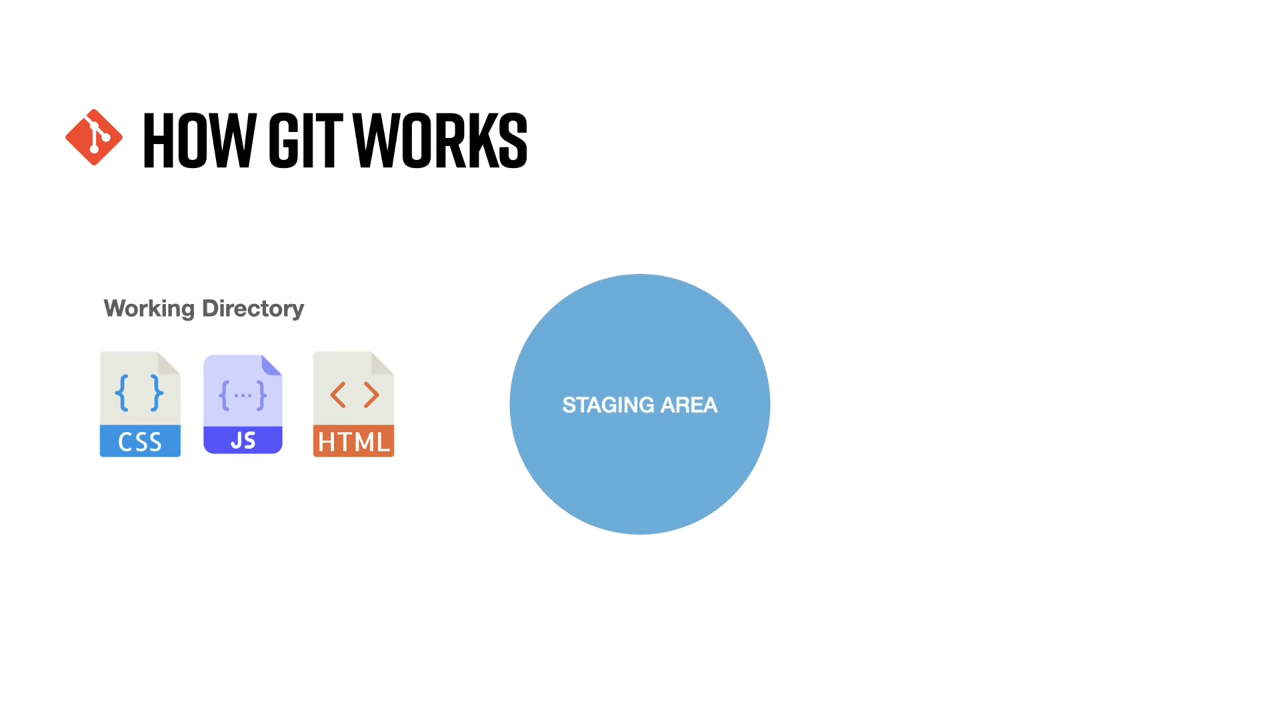 HOW GIT WORKS
Working Directory
{ } {...} < >
CSS JS HTML
STAGING AREA